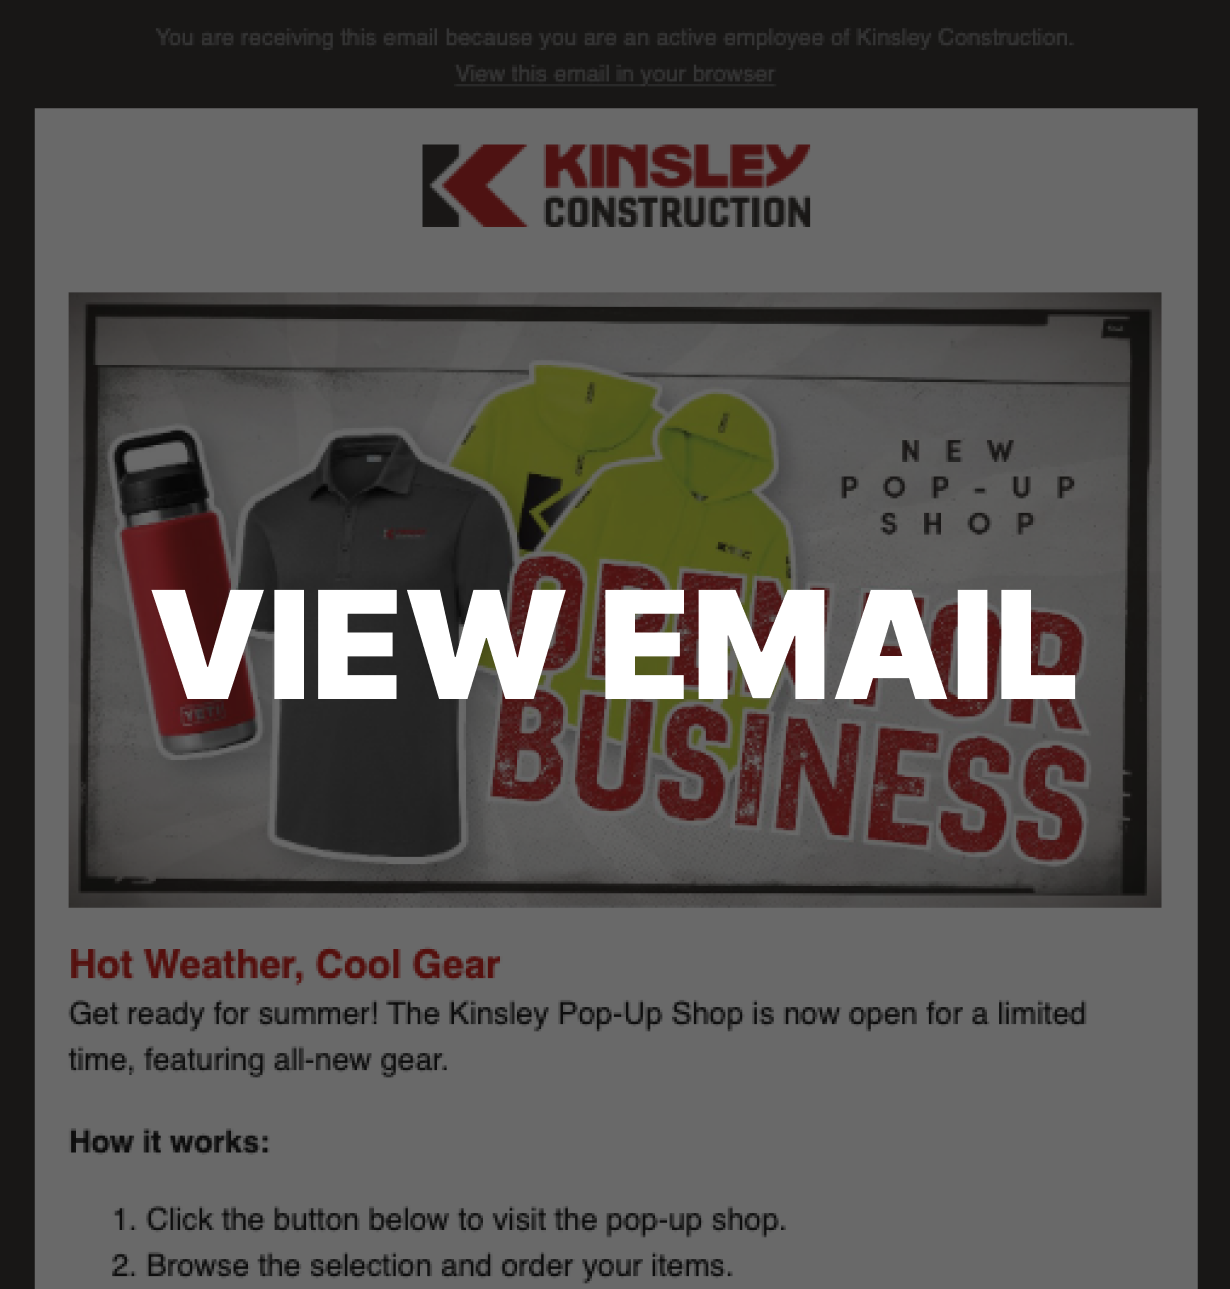 You are receiving this email because you are an active employee of Kinsley Construction.
View this email in your browser
KINSLEY
CONSTRUCTION
NEW
POP-UP
SHOP
OPEN FOR
BUSINESS
YETI
VIEW EMAIL
Hot Weather, Cool Gear
Get ready for summer! The Kinsley Pop-Up Shop is now open for a limited
time, featuring all-new gear.
How it works:
1. Click the button below to visit the pop-up shop.
2. Browse the selection and order your items.